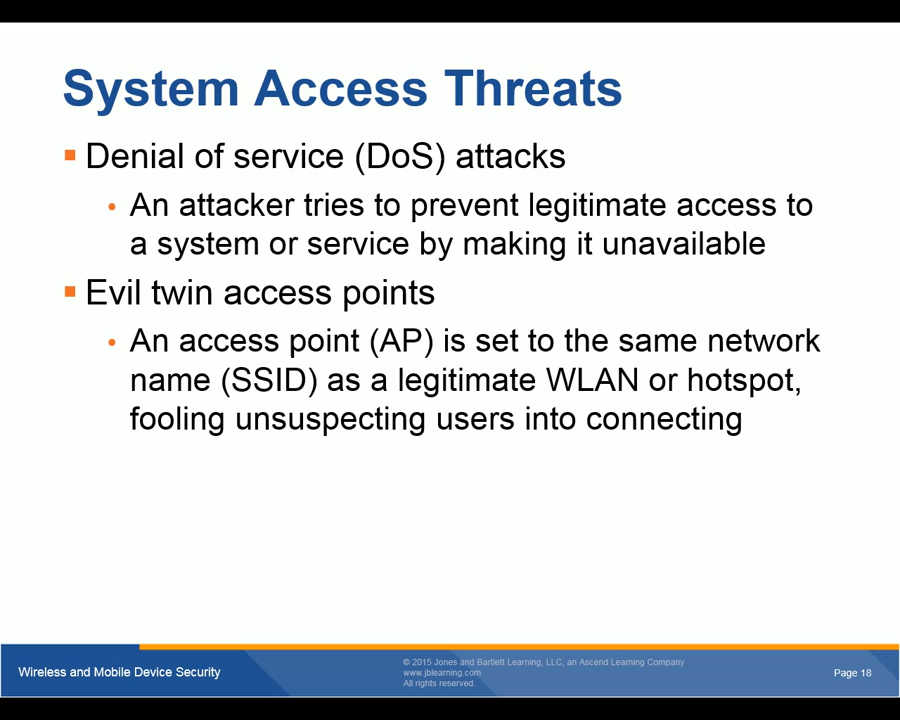 System Access Threats
Denial of service (DoS) attacks
An attacker tries to prevent legitimate access to
a system or service by making it unavailable
Evil twin access points
An access point (AP) is set to the same network
name (SSID) as a legitimate WLAN or hotspot,
fooling unsuspecting users into connecting
Wireless and Mobile Device Security
© 2015 Jones and Bartlett Learning, LLC, an Ascend Learning Company
www.jblearning.com
All rights reserved.
Page 18